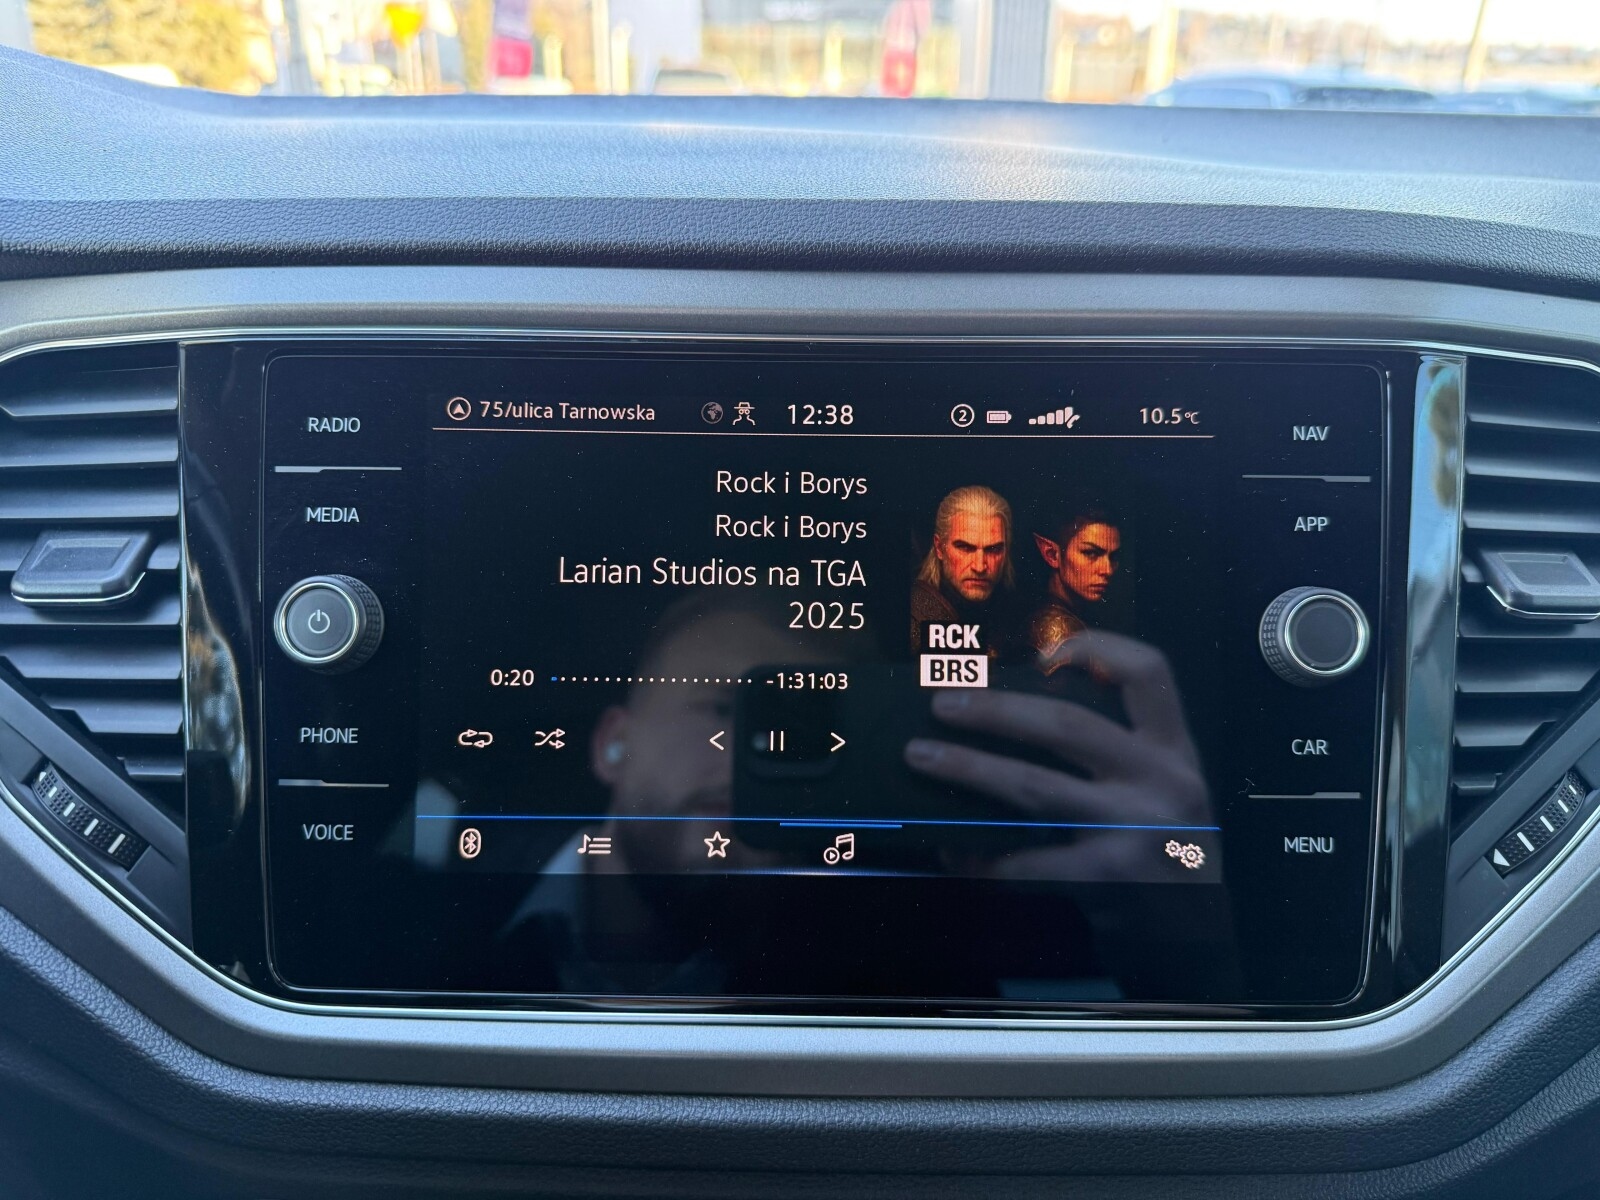 RADIO
MEDIA
PHONE
VOICE
75/ulica Tarnowska
12:38
2
10.5°C
Rock i Borys
Rock i Borys
Larian Studios na TGA
2025
0:20
-1:31:03
RCK
BRS
NAV
APP
CAR
MENU